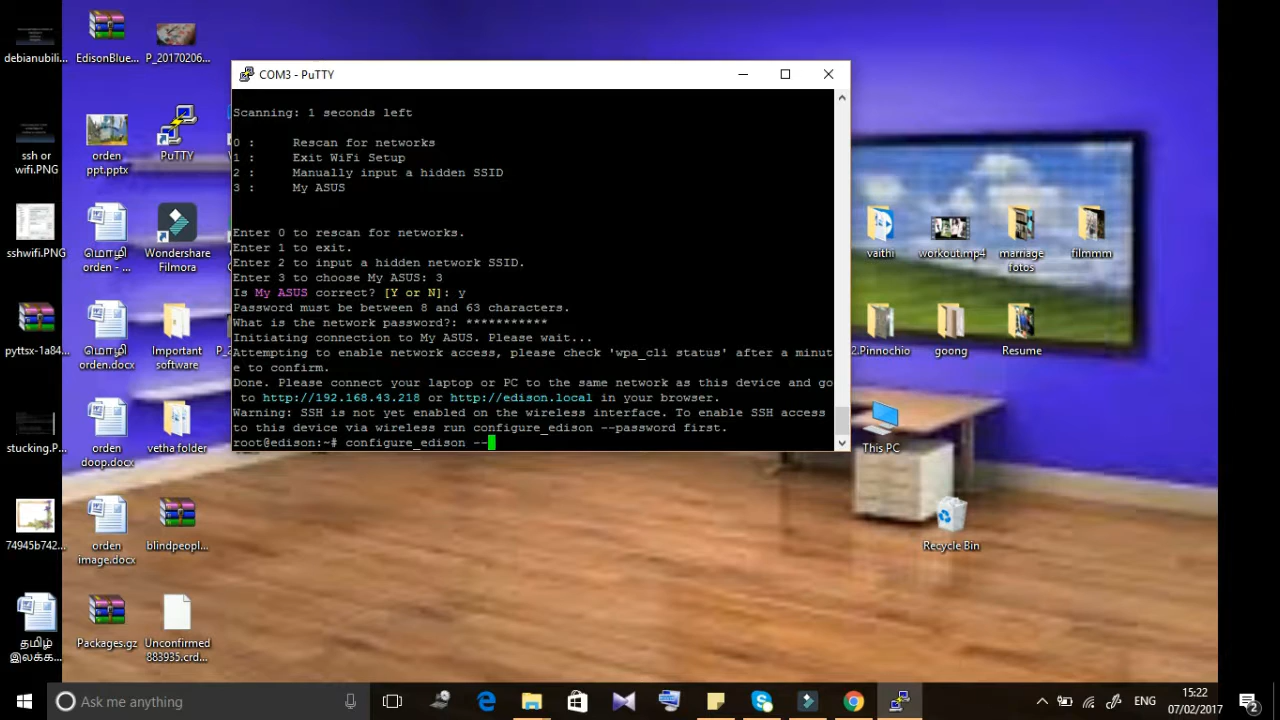 debianubili...
EdisonBlue...
P_20170206...
ssh or
wifi.PNG
orden
ppt.pptx
PuTTY
sshwifi.PNG
மொழி
orden - ...
Wondershare
Filmora
pyttsx-1a84...
மொழி
orden.docx
Important
software
stucking.P...
orden
doop.docx
vetha folder
74945b742...
orden
image.docx
blindpeopl...
தமிழ்
இலக்க...
Packages.gz
Unconfirmed
883935.crd...
COM3 - PuTTY
Scanning: 1 seconds left
0 : Rescan for networks
1 : Exit WiFi Setup
2 : Manually input a hidden SSID
3 : My ASUS
Enter 0 to rescan for networks.
Enter 1 to exit.
Enter 2 to input a hidden network SSID.
Enter 3 to choose My ASUS: 3
Is My ASUS correct? [Y or N]: y
Password must be between 8 and 63 characters.
What is the network password?: ***********
Initiating connection to My ASUS. Please wait...
Attempting to enable network access, please check 'wpa_cli status' after a minut
e to confirm.
Done. Please connect your laptop or PC to the same network as this device and go
to http://192.168.43.218 or http://edison.local in your browser.
Warning: SSH is not yet enabled on the wireless interface. To enable SSH access
to this device via wireless run configure_edison --password first.
root@edison:~# configure_edison --
vaithi
workout.mp4
marriage
fotos
filmmm
2.Pinnochio
goong
Resume
This PC
Recycle Bin
Ask me anything
ENG
15:22
07/02/2017
2